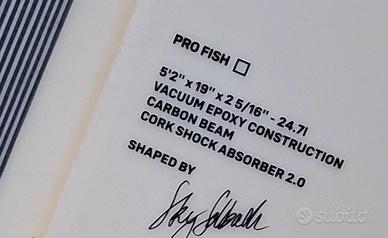 PRO FISH
5'2" x 19" x 2 5/16" - 24.7l
VACUUM EPOXY CONSTRUCTION
CARBON BEAM
CORK SHOCK ABSORBER 2.0
SHAPED BY
subito